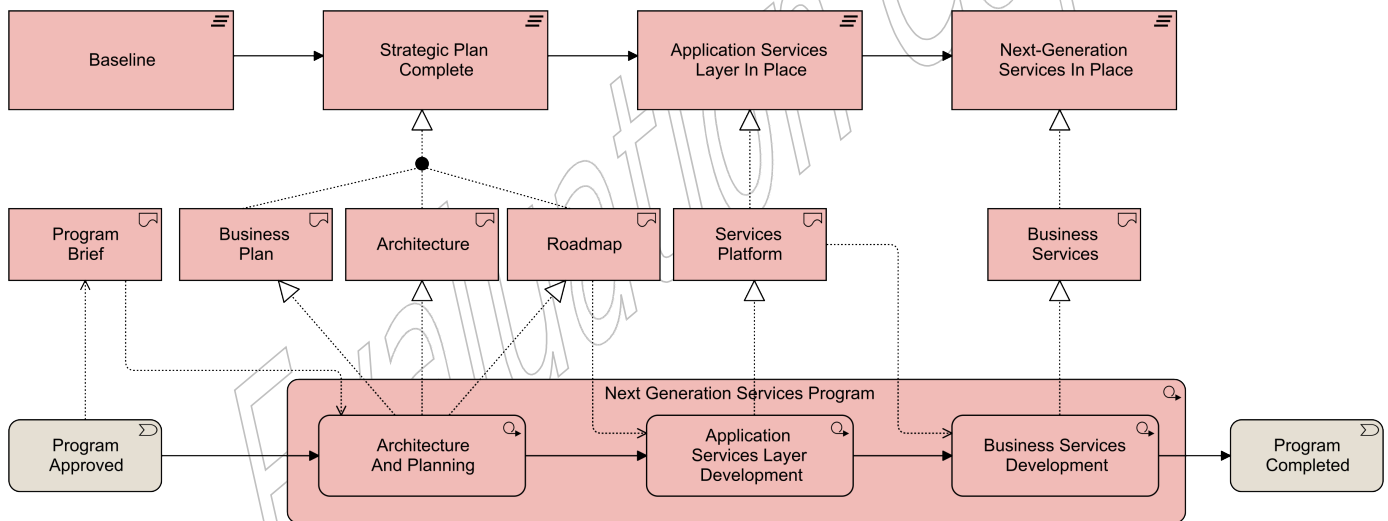 Baseline
Strategic Plan
Complete
Application Services
Layer In Place
Next-Generation
Services In Place
Program
Brief
Business
Plan
Architecture
Roadmap
Services
Platform
Business
Services
Next Generation Services Program
Program
Approved
Architecture
And Planning
Application
Services Layer
Development
Business Services
Development
Program
Completed
Evaluation